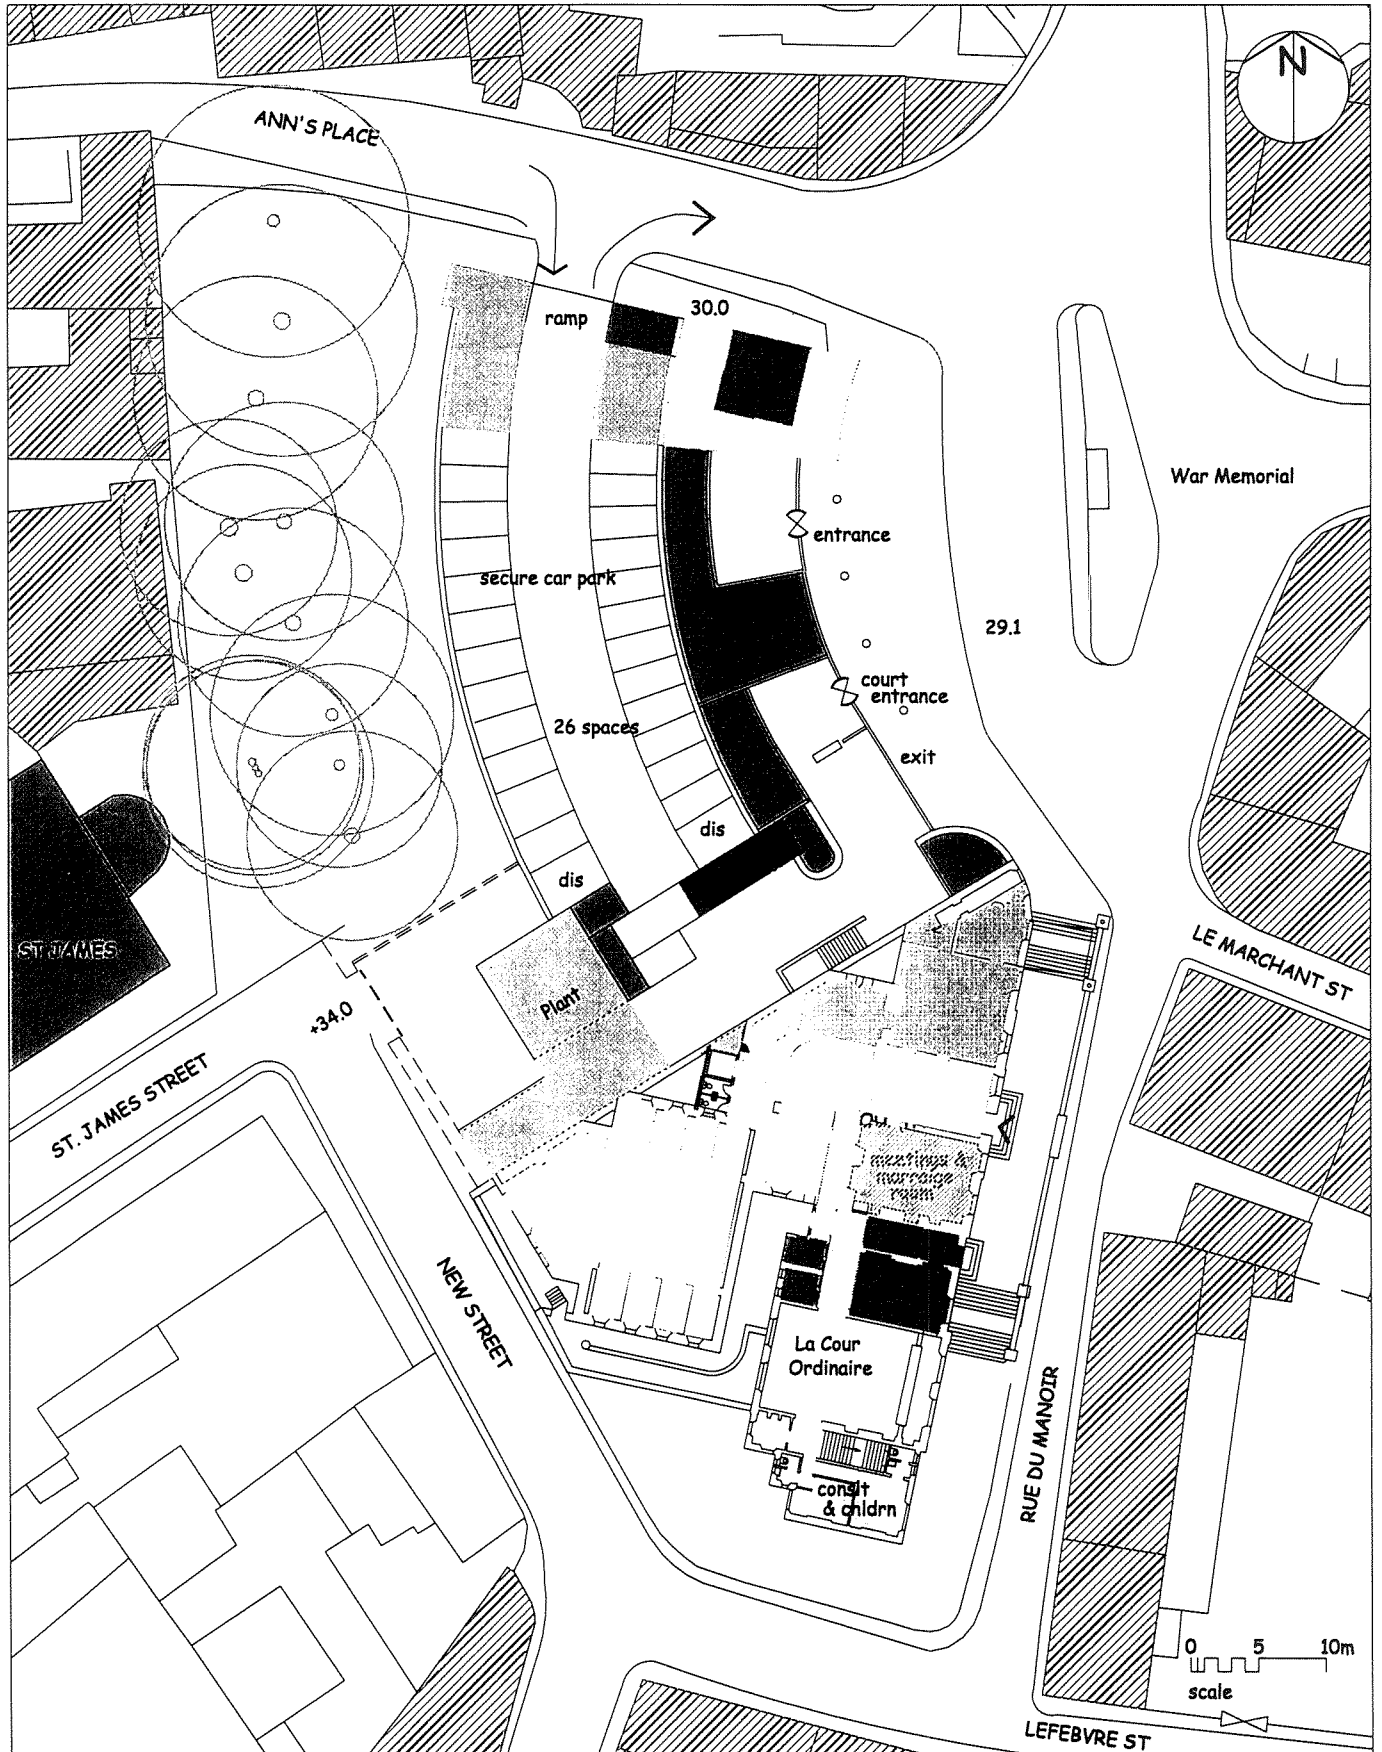 N
ANN'S PLACE
ramp
30.0
War Memorial
entrance
secure car park
29.1
court
entrance
26 spaces
exit
dis
dis
ST JAMES
LE MARCHANT ST
Plant
+34.0
ST. JAMES STREET
meetings &
marraige
room
NEW STREET
La Cour
Ordinaire
RUE DU MANOIR
conslt
& chldrn
0 5 10m
scale
LEFEBVRE ST